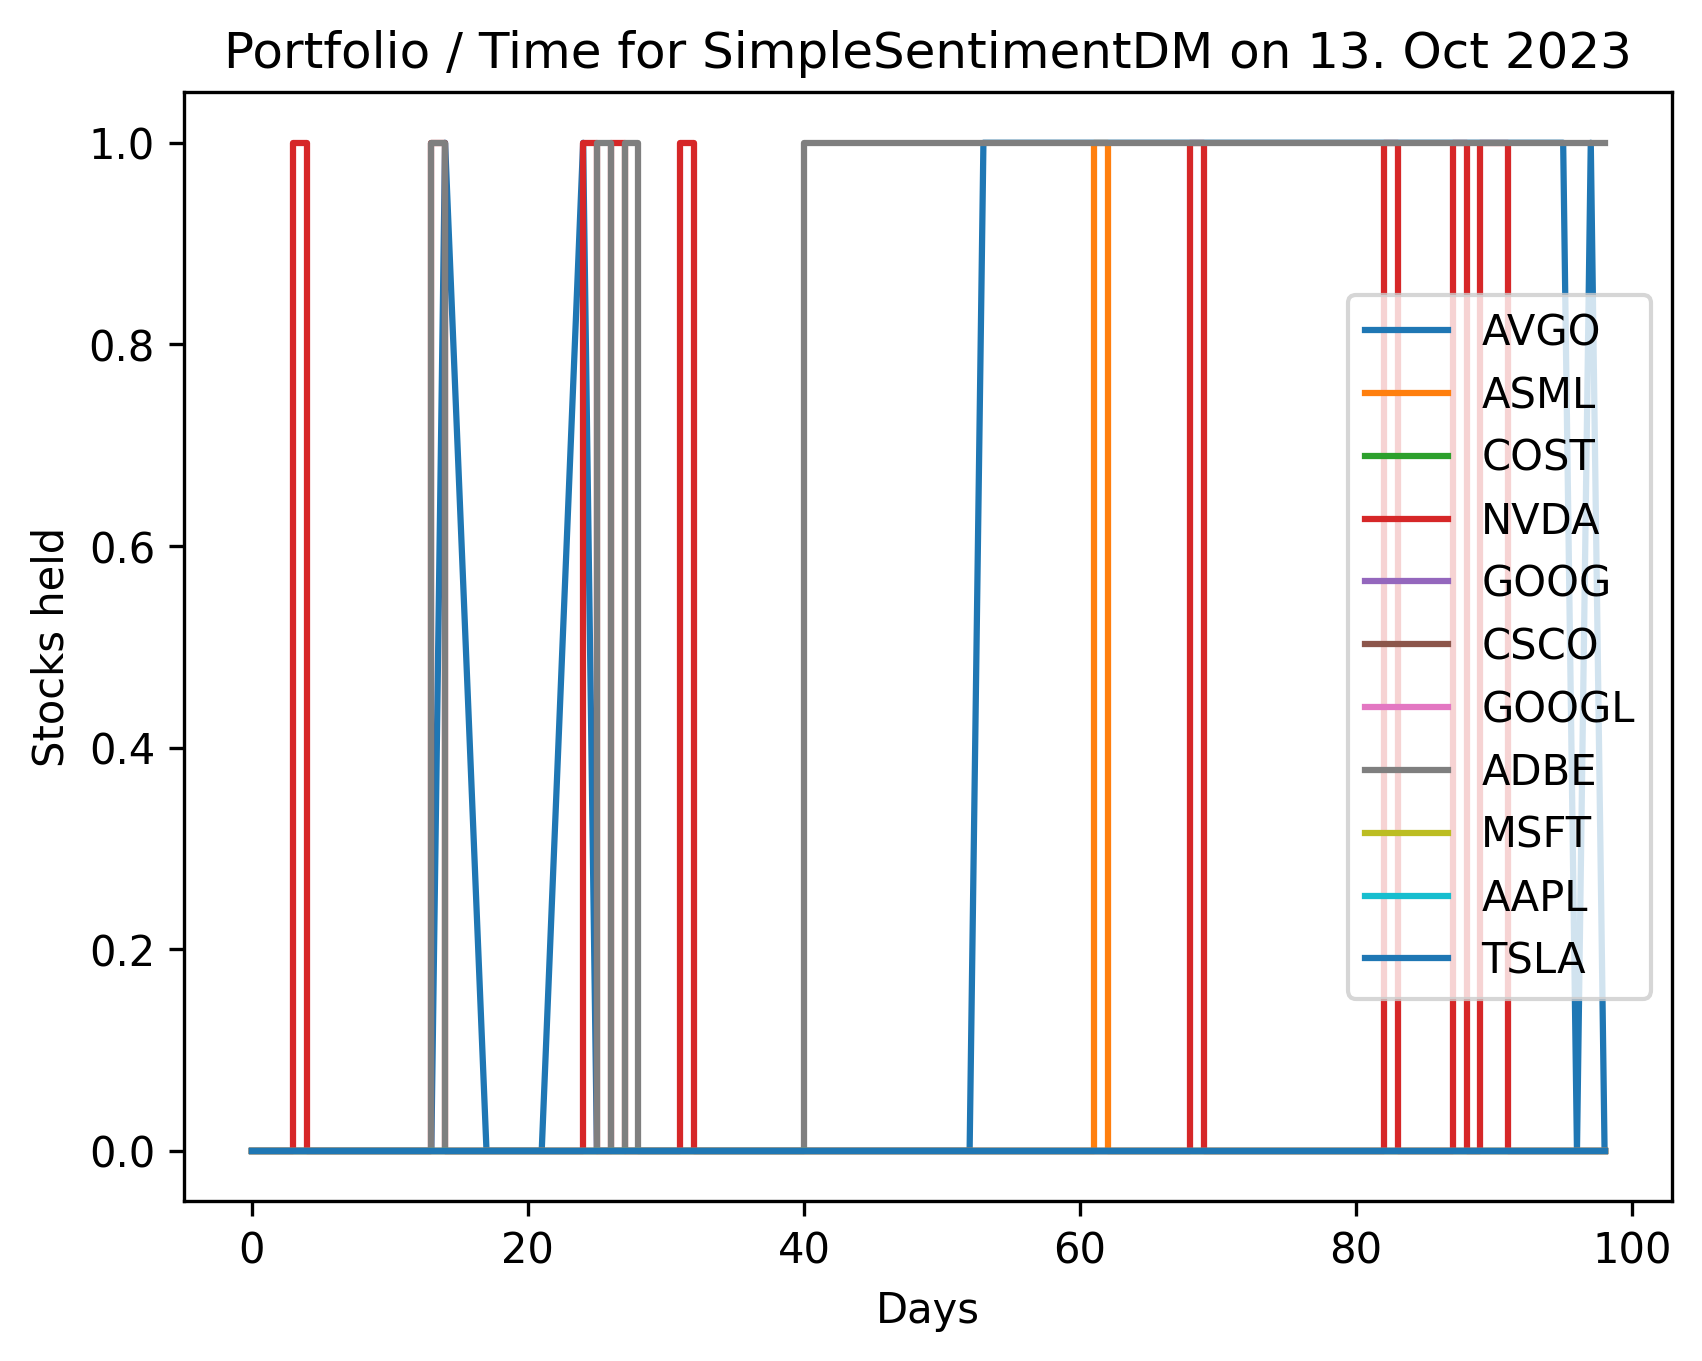 Portfolio / Time for SimpleSentimentDM on 13. Oct 2023
1.0
0.8
0.6
0.4
0.2
0.0
Stocks held
AVGO
ASML
COST
NVDA
GOOG
CSCO
GOOGL
ADBE
MSFT
AAPL
TSLA
0 20 40 60 80 100
Days